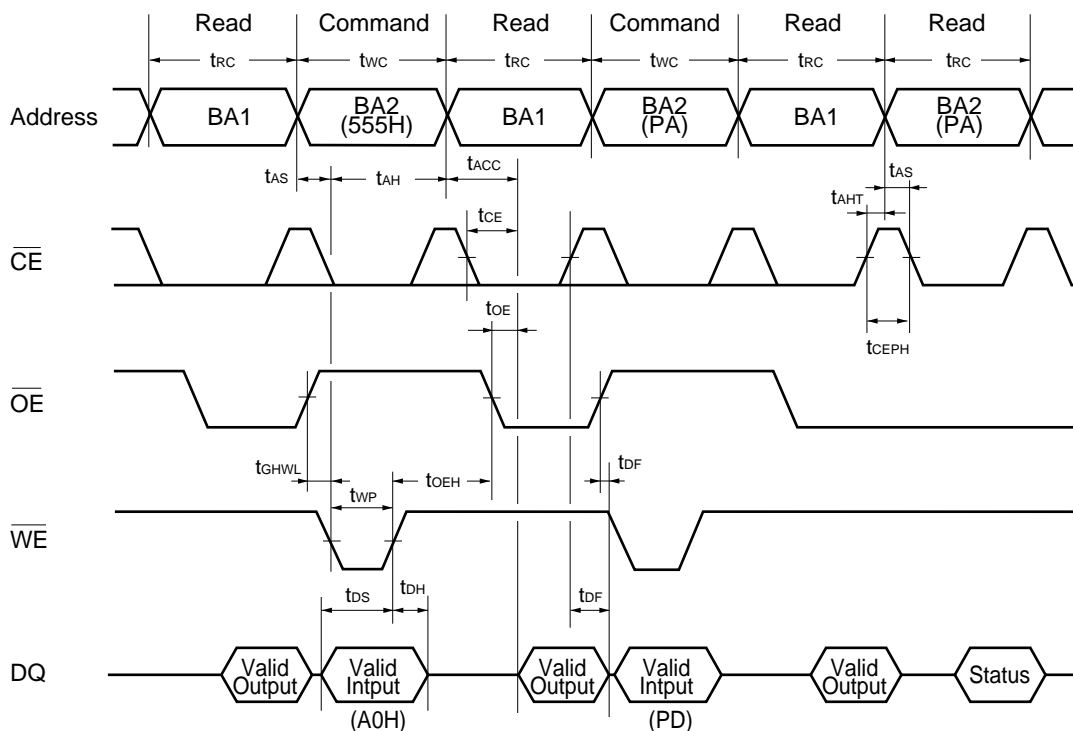 Read Command Read Command Read Read
tRC tWC tRC tWC tRC tRC
Address BA1 BA2 BA1 BA2 BA1 BA2
(555H) (PA) (PA)
tAS tAH tACC tAS
tAHT
tCE
CE
tOE
tCEPH
OE
tGHWL tWP tOEH tDF
WE
tDS tDH tDF
DQ Valid Valid Valid Valid Valid Status
Output Intput Output Intput Output
(A0H) (PD)